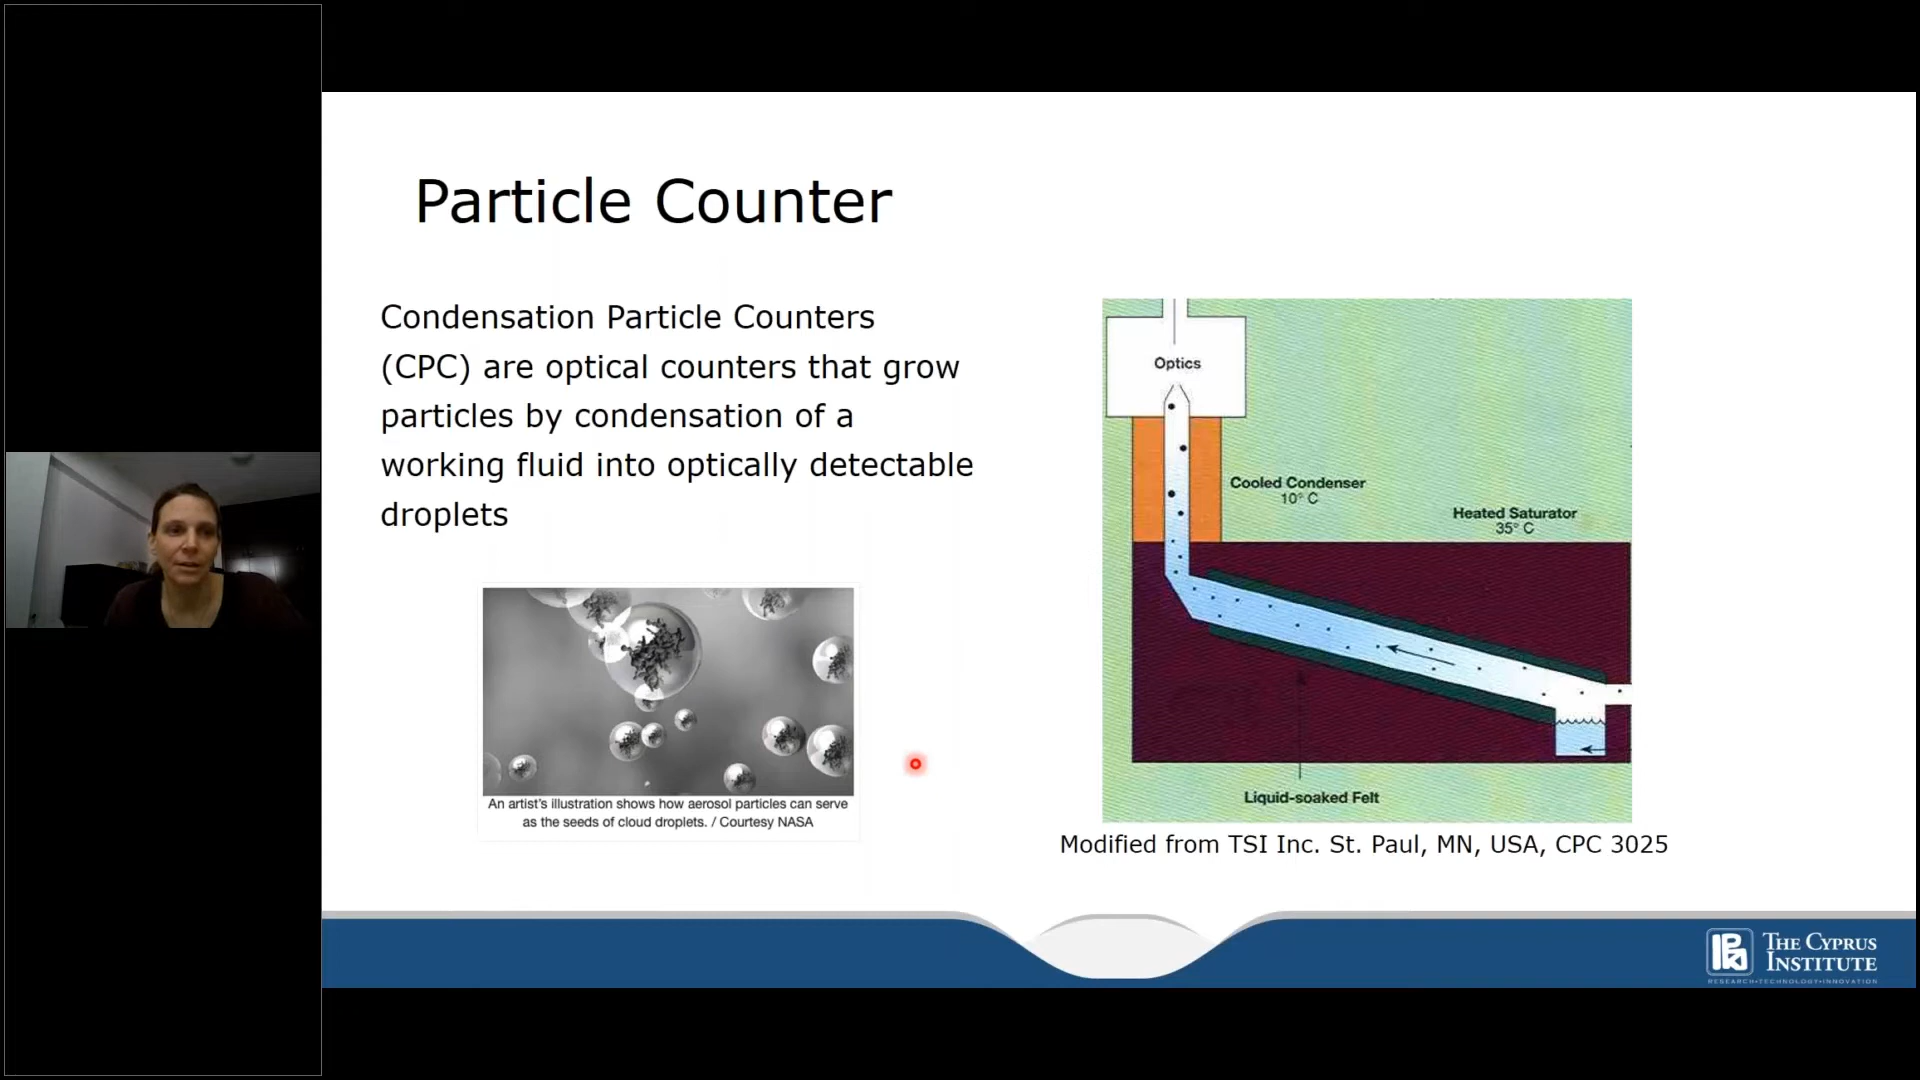 Particle Counter
Condensation Particle Counters
(CPC) are optical counters that grow
particles by condensation of a
working fluid into optically detectable
droplets
An artist's illustration shows how aerosol particles can serve
as the seeds of cloud droplets. / Courtesy NASA
Optics
Cooled Condenser
10° C
Heated Saturator
35° C
Liquid-soaked Felt
Modified from TSI Inc. St. Paul, MN, USA, CPC 3025
THE CYPRUS
INSTITUTE
RESEARCH•TECHNOLOGY•INNOVATION